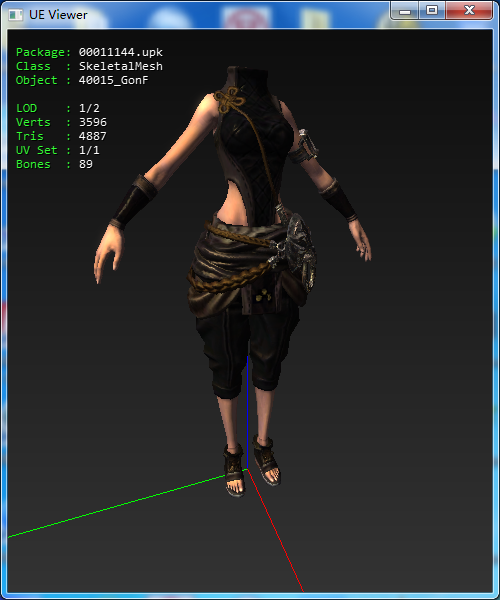 UE Viewer
Package: 00011144.upk
Class  : SkeletalMesh
Object : 40015_GonF
LOD    : 1/2
Verts  : 3596
Tris   : 4887
UV Set : 1/1
Bones  : 89